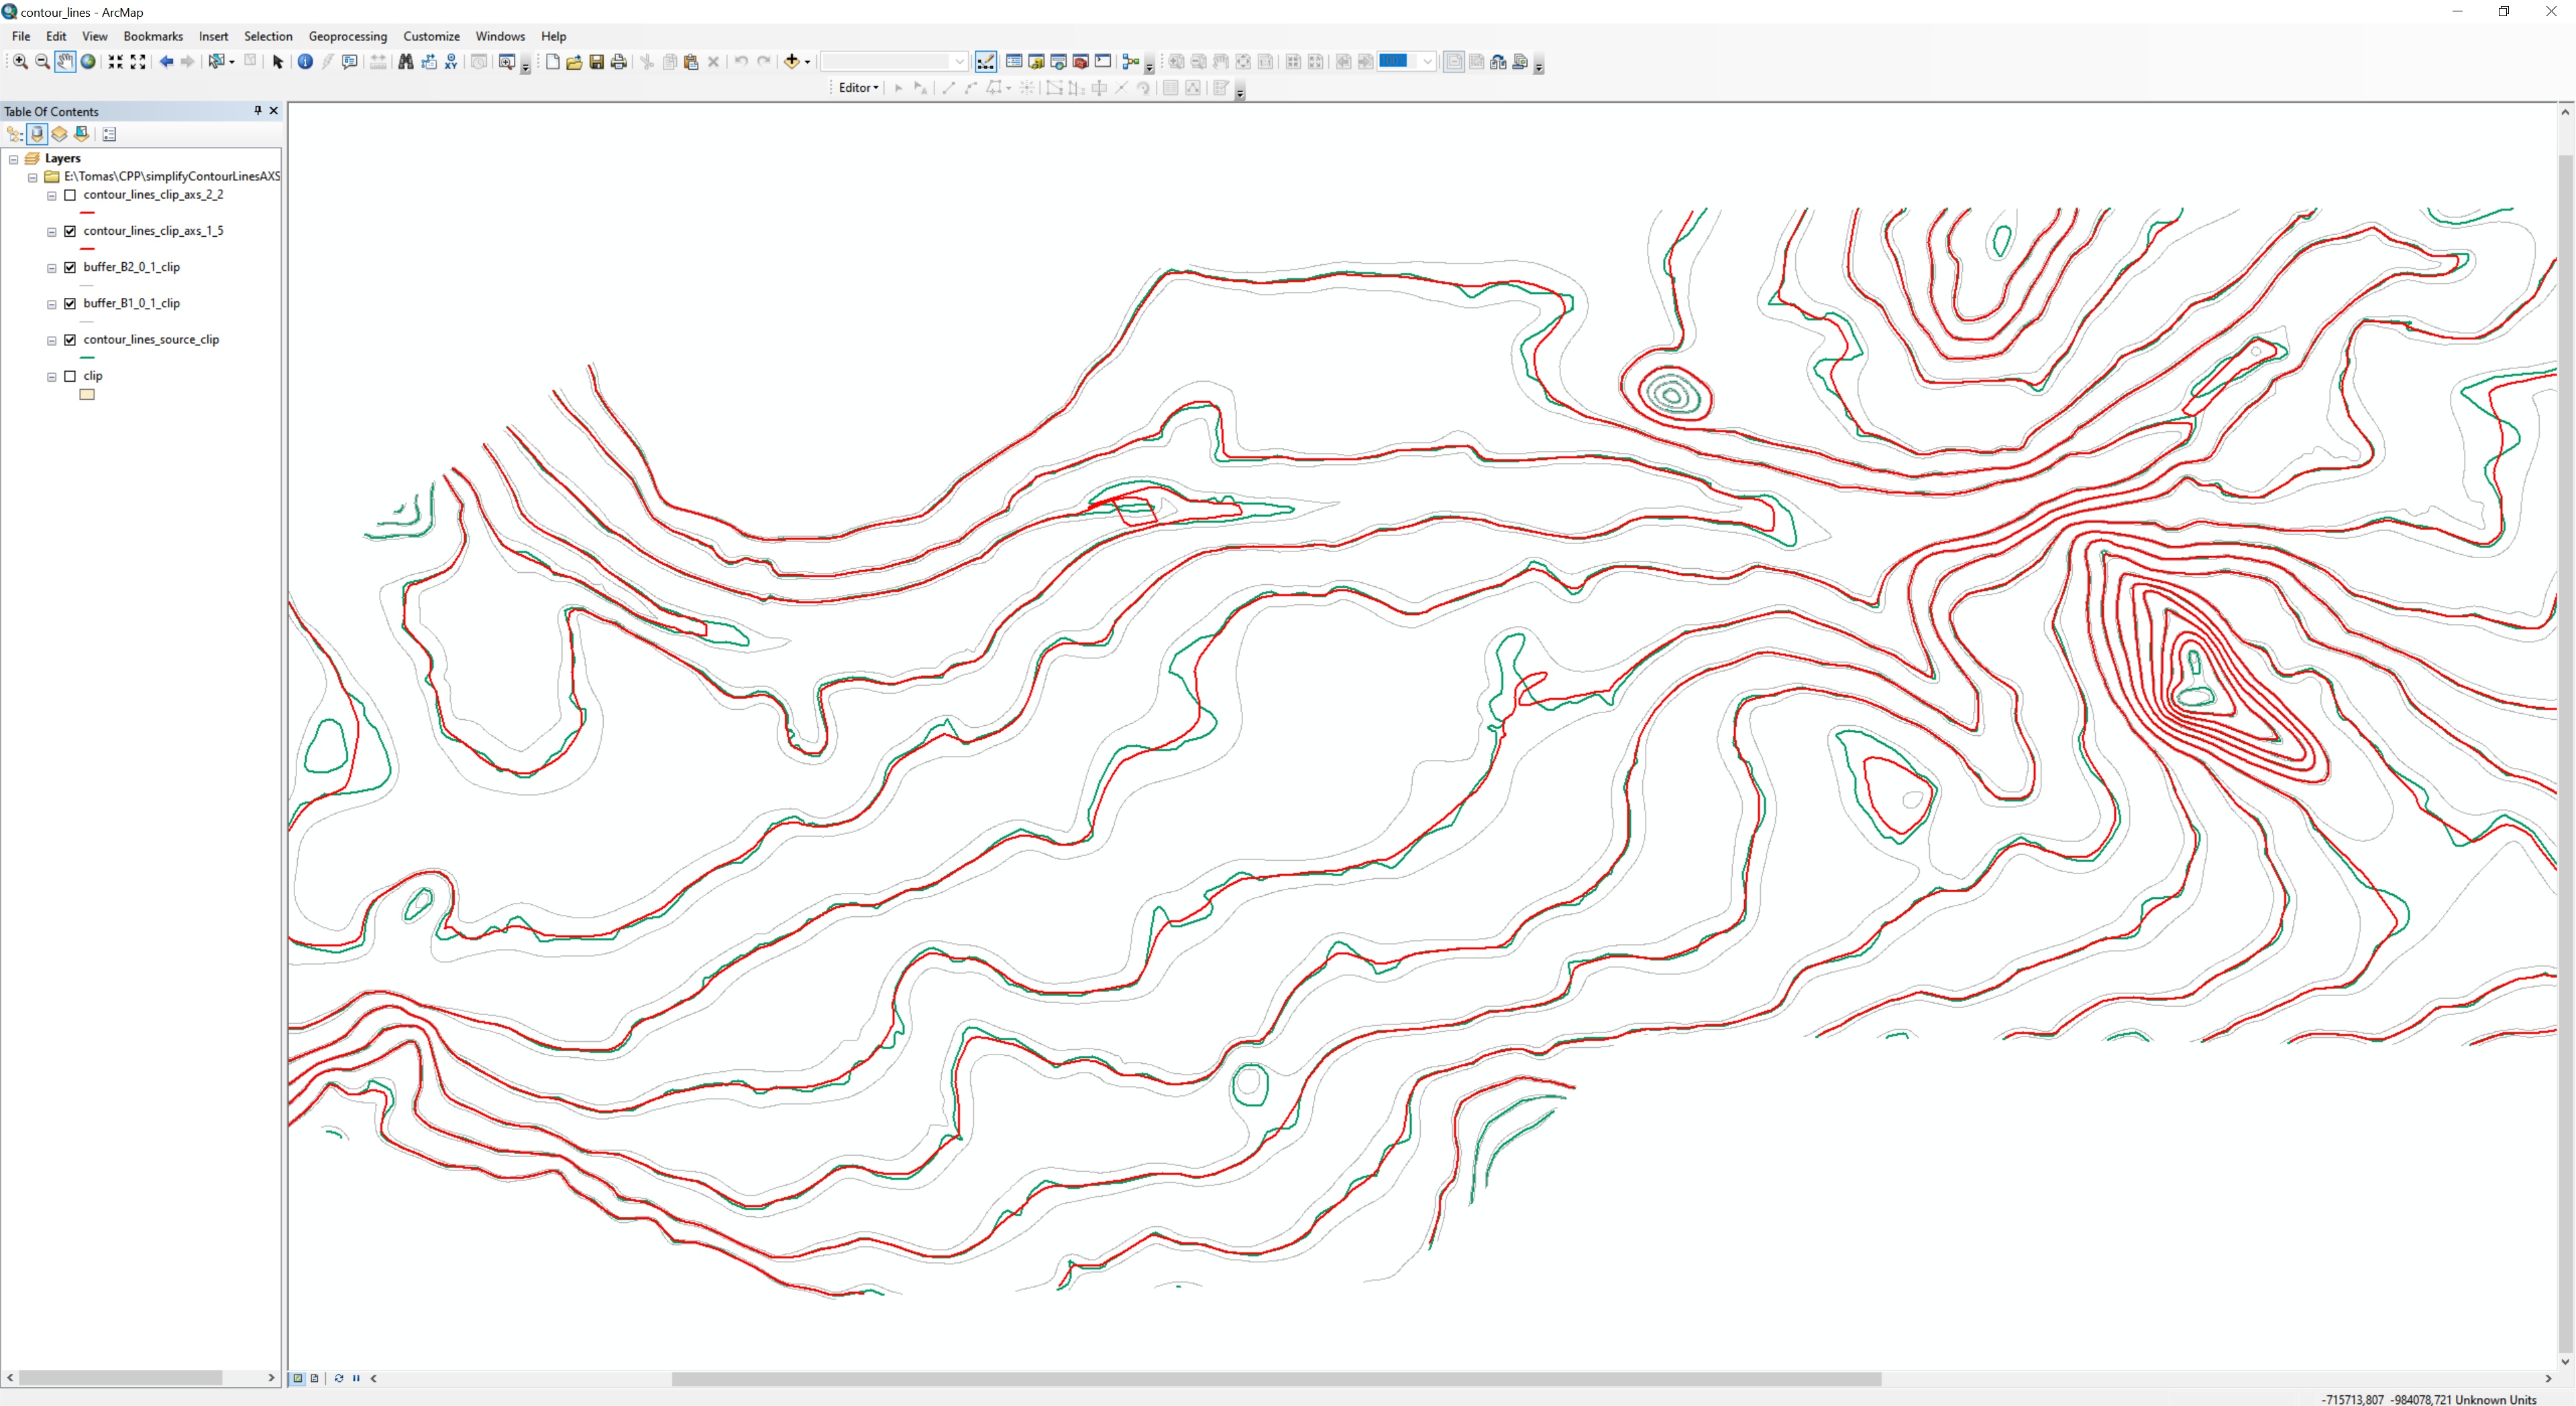 contour_lines - ArcMap
File Edit View Bookmarks Insert Selection Geoprocessing Customize Windows Help
Editor
Table Of Contents
Layers
E:\Tomas\CPP\simplifyContourLinesAXS
contour_lines_clip_axs_2_2
contour_lines_clip_axs_1_5
buffer_B2_0_1_clip
buffer_B1_0_1_clip
contour_lines_source_clip
clip
-715713,807 -984078,721 Unknown Units